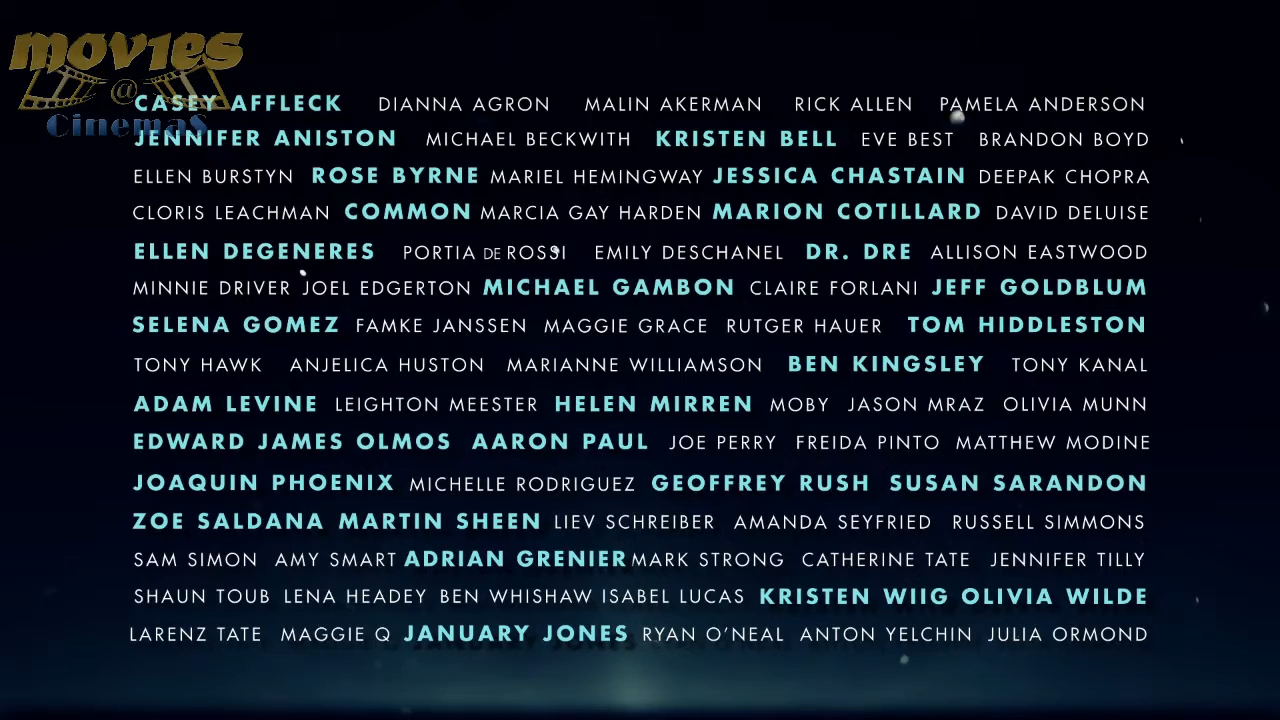 MOVIES
@
CinemaS
CASEY AFFLECK DIANNA AGRON MALIN AKERMAN RICK ALLEN PAMELA ANDERSON
JENNIFER ANISTON MICHAEL BECKWITH KRISTEN BELL EVE BEST BRANDON BOYD
ELLEN BURSTYN ROSE BYRNE MARIEL HEMINGWAY JESSICA CHASTAIN DEEPAK CHOPRA
CLORIS LEACHMAN COMMON MARCIA GAY HARDEN MARION COTILLARD DAVID DELUISE
ELLEN DEGENERES PORTIA DE ROSSI EMILY DESCHANEL DR. DRE ALLISON EASTWOOD
MINNIE DRIVER JOEL EDGERTON MICHAEL GAMBON CLAIRE FORLANI JEFF GOLDBLUM
SELENA GOMEZ FAMKE JANSSEN MAGGIE GRACE RUTGER HAUER TOM HIDDLESTON
TONY HAWK ANJELICA HUSTON MARIANNE WILLIAMSON BEN KINGSLEY TONY KANAL
ADAM LEVINE LEIGHTON MEESTER HELEN MIRREN MOBY JASON MRAZ OLIVIA MUNN
EDWARD JAMES OLMOS AARON PAUL JOE PERRY FREIDA PINTO MATTHEW MODINE
JOAQUIN PHOENIX MICHELLE RODRIGUEZ GEOFFREY RUSH SUSAN SARANDON
ZOE SALDANA MARTIN SHEEN LIEV SCHREIBER AMANDA SEYFRIED RUSSELL SIMMONS
SAM SIMON AMY SMART ADRIAN GRENIER MARK STRONG CATHERINE TATE JENNIFER TILLY
SHAUN TOUB LENA HEADEY BEN WHISHAW ISABEL LUCAS KRISTEN WIIG OLIVIA WILDE
LARENZ TATE MAGGIE Q JANUARY JONES RYAN O'NEAL ANTON YELCHIN JULIA ORMOND